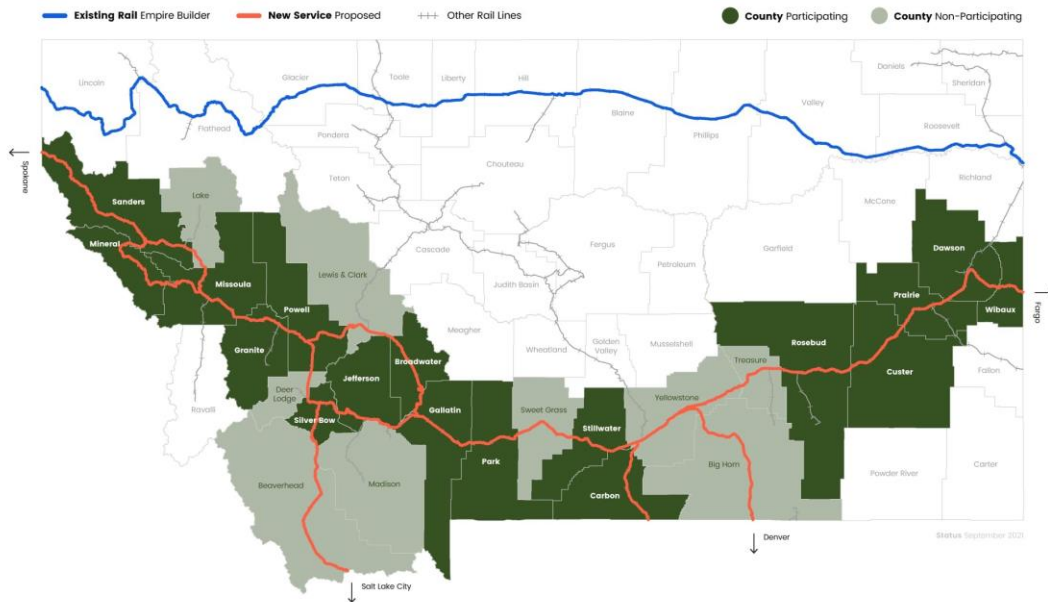 Existing Rail Empire Builder
New Service Proposed
Other Rail Lines
County Participating
County Non-Participating
Lincoln
Glacier
Toole
Liberty
Hill
Daniels
Sheridan
Flathead
Pondera
Blaine
Phillips
Valley
Roosevelt
Spokane
Chouteau
Teton
Richland
McCone
Sanders
Lake
Mineral
Missoula
Powell
Lewis & Clark
Cascade
Fergus
Petroleum
Garfield
Dawson
Judith Basin
Prairie
Wibaux
Fargo
Granite
Meagher
Wheatland
Golden
Valley
Musselshell
Treasure
Rosebud
Custer
Fallon
Broadwater
Jefferson
Deer
Lodge
Ravalli
Silver Bow
Gallatin
Sweet Grass
Stillwater
Yellowstone
Park
Carbon
Big Horn
Powder River
Carter
Beaverhead
Madison
Status September 2021
Denver
Salt Lake City